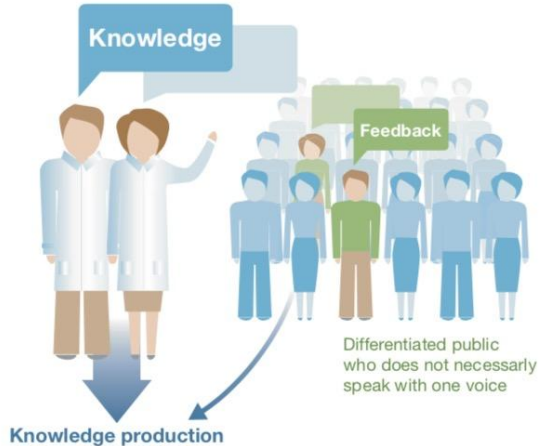 Knowledge
Feedback
Differentiated public
who does not necessarly
speak with one voice
Knowledge production